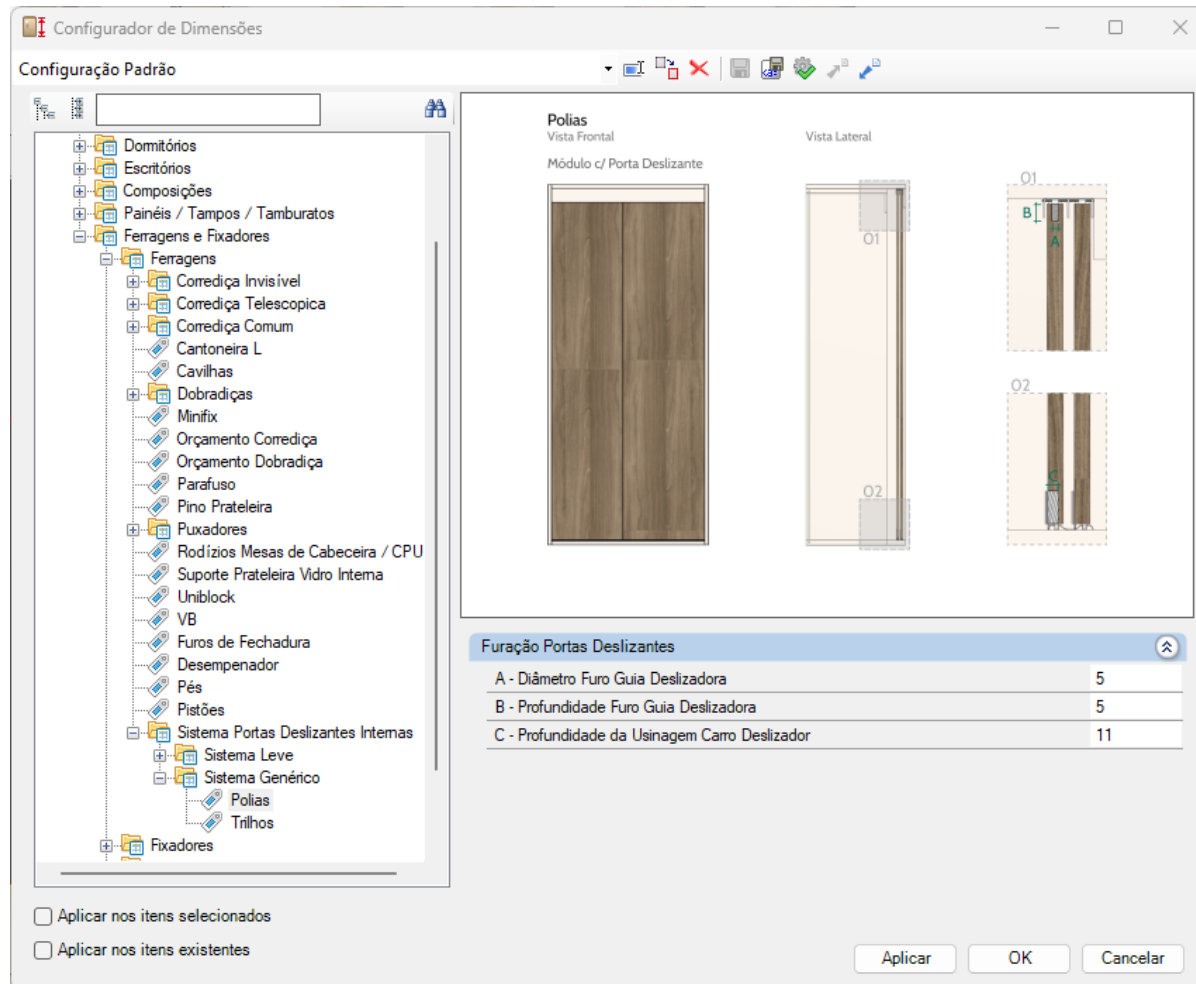 Configurador de Dimensões
Configuração Padrão
Dormitórios
Escritórios
Composições
Painéis / Tampos / Tamburatos
Ferragens e Fixadores
Ferragens
Corrediça Invisível
Corrediça Telescopica
Corrediça Comum
Cantoneira L
Cavilhas
Dobradiças
Minifix
Orçamento Corrediça
Orçamento Dobradiça
Parafuso
Pino Prateleira
Puxadores
Rodízios Mesas de Cabeceira / CPU
Suporte Prateleira Vidro Interna
Uniblock
VB
Furos de Fechadura
Desempenador
Pés
Pistões
Sistema Portas Deslizantes Internas
Sistema Leve
Sistema Genérico
Polias
Trilhos
Fixadores
Aplicar nos itens selecionados
Aplicar nos itens existentes
Polias
Vista Frontal
Vista Lateral
Módulo c/ Porta Deslizante
O1
O2
O1
B
A
O2
C
Furação Portas Deslizantes
A - Diâmetro Furo Guia Deslizadora 5
B - Profundidade Furo Guia Deslizadora 5
C - Profundidade da Usinagem Carro Deslizador 11
Aplicar OK Cancelar